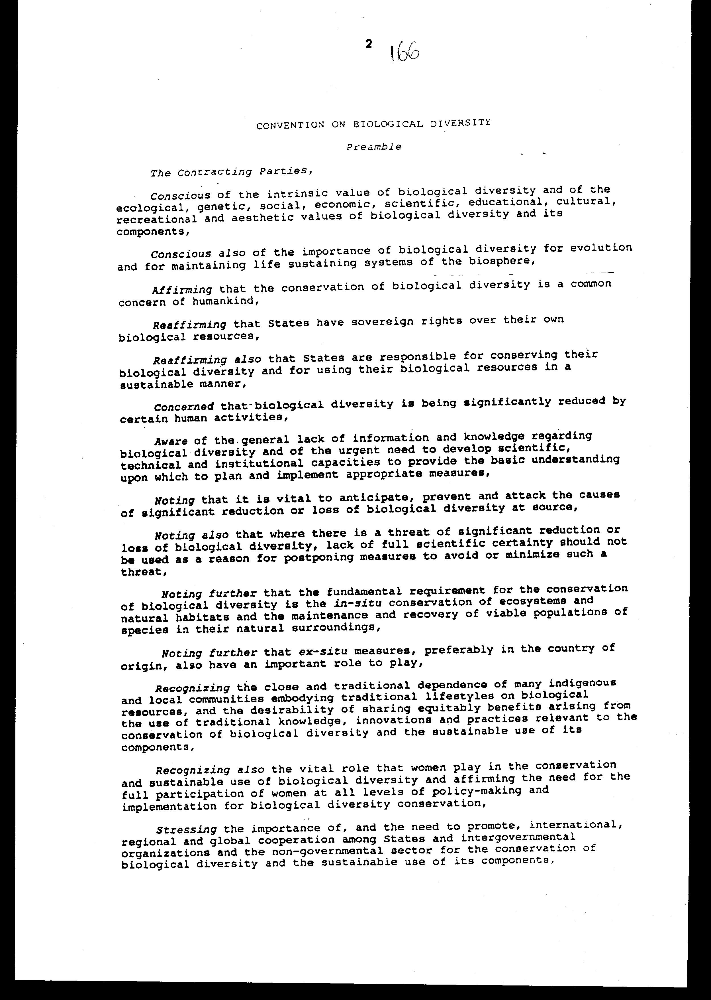 2
166
CONVENTION ON BIOLOGICAL DIVERSITY
Preamble
The Contracting Parties,
Conscious of the intrinsic value of biological diversity and of the
ecological, genetic, social, economic, scientific, educational, cultural,
recreational and aesthetic values of biological diversity and its
components,
Conscious also of the importance of biological diversity for evolution
and for maintaining life sustaining systems of the biosphere,
Affirming that the conservation of biological diversity is a common
concern of humankind,
Reaffirming that States have sovereign rights over their own
biological resources,
Reaffirming also that States are responsible for conserving their
biological diversity and for using their biological resources in a
sustainable manner,
Concerned that biological diversity is being significantly reduced by
certain human activities,
Aware of the general lack of information and knowledge regarding
biological diversity and of the urgent need to develop scientific,
technical and institutional capacities to provide the basic understanding
upon which to plan and implement appropriate measures,
Noting that it is vital to anticipate, prevent and attack the causes
of significant reduction or loss of biological diversity at source,
Noting also that where there is a threat of significant reduction or
loss of biological diversity, lack of full scientific certainty should not
be used as a reason for postponing measures to avoid or minimize such a
threat,
Noting further that the fundamental requirement for the conservation
of biological diversity is the in-situ conservation of ecosystems and
natural habitats and the maintenance and recovery of viable populations of
species in their natural surroundings,
Noting further that ex-situ measures, preferably in the country of
origin, also have an important role to play,
Recognizing the close and traditional dependence of many indigenous
and local communities embodying traditional lifestyles on biological
resources, and the desirability of sharing equitably benefits arising from
the use of traditional knowledge, innovations and practices relevant to the
conservation of biological diversity and the sustainable use of its
components,
Recognizing also the vital role that women play in the conservation
and sustainable use of biological diversity and affirming the need for the
full participation of women at all levels of policy-making and
implementation for biological diversity conservation,
Stressing the importance of, and the need to promote, international,
regional and global cooperation among States and intergovernmental
organizations and the non-governmental sector for the conservation of
biological diversity and the sustainable use of its components,